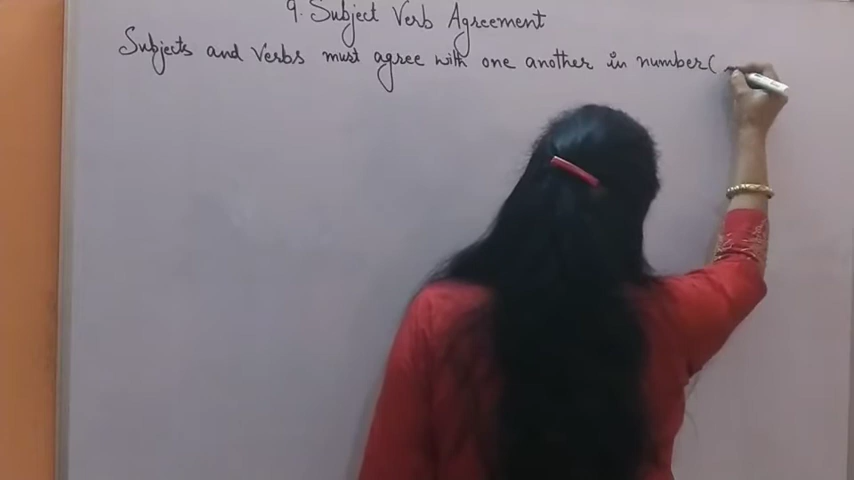 9. Subject Verb Agreement
Subjects and Verbs must agree with one another in number(